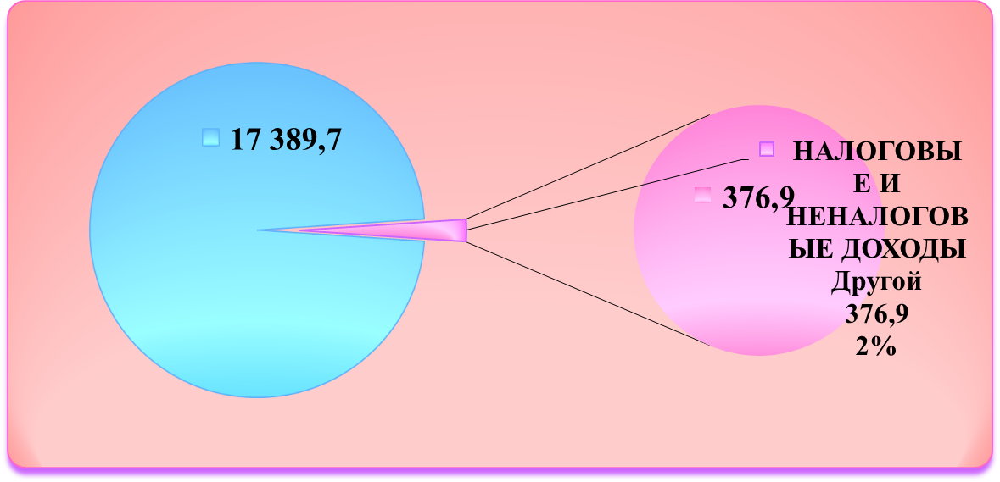 17 389,7
376,9
НАЛОГОВЫ
Е И
НЕНАЛОГОВ
ЫЕ ДОХОДЫ
Другой
376,9
2%